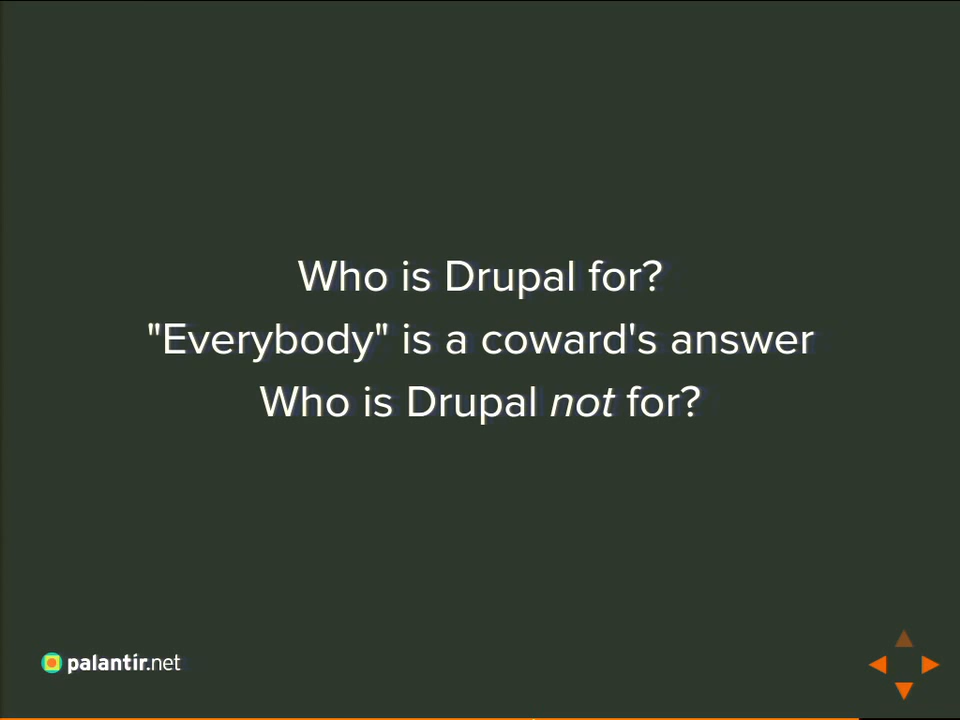 Who is Drupal for?
"Everybody" is a coward's answer
Who is Drupal not for?
palantir.net